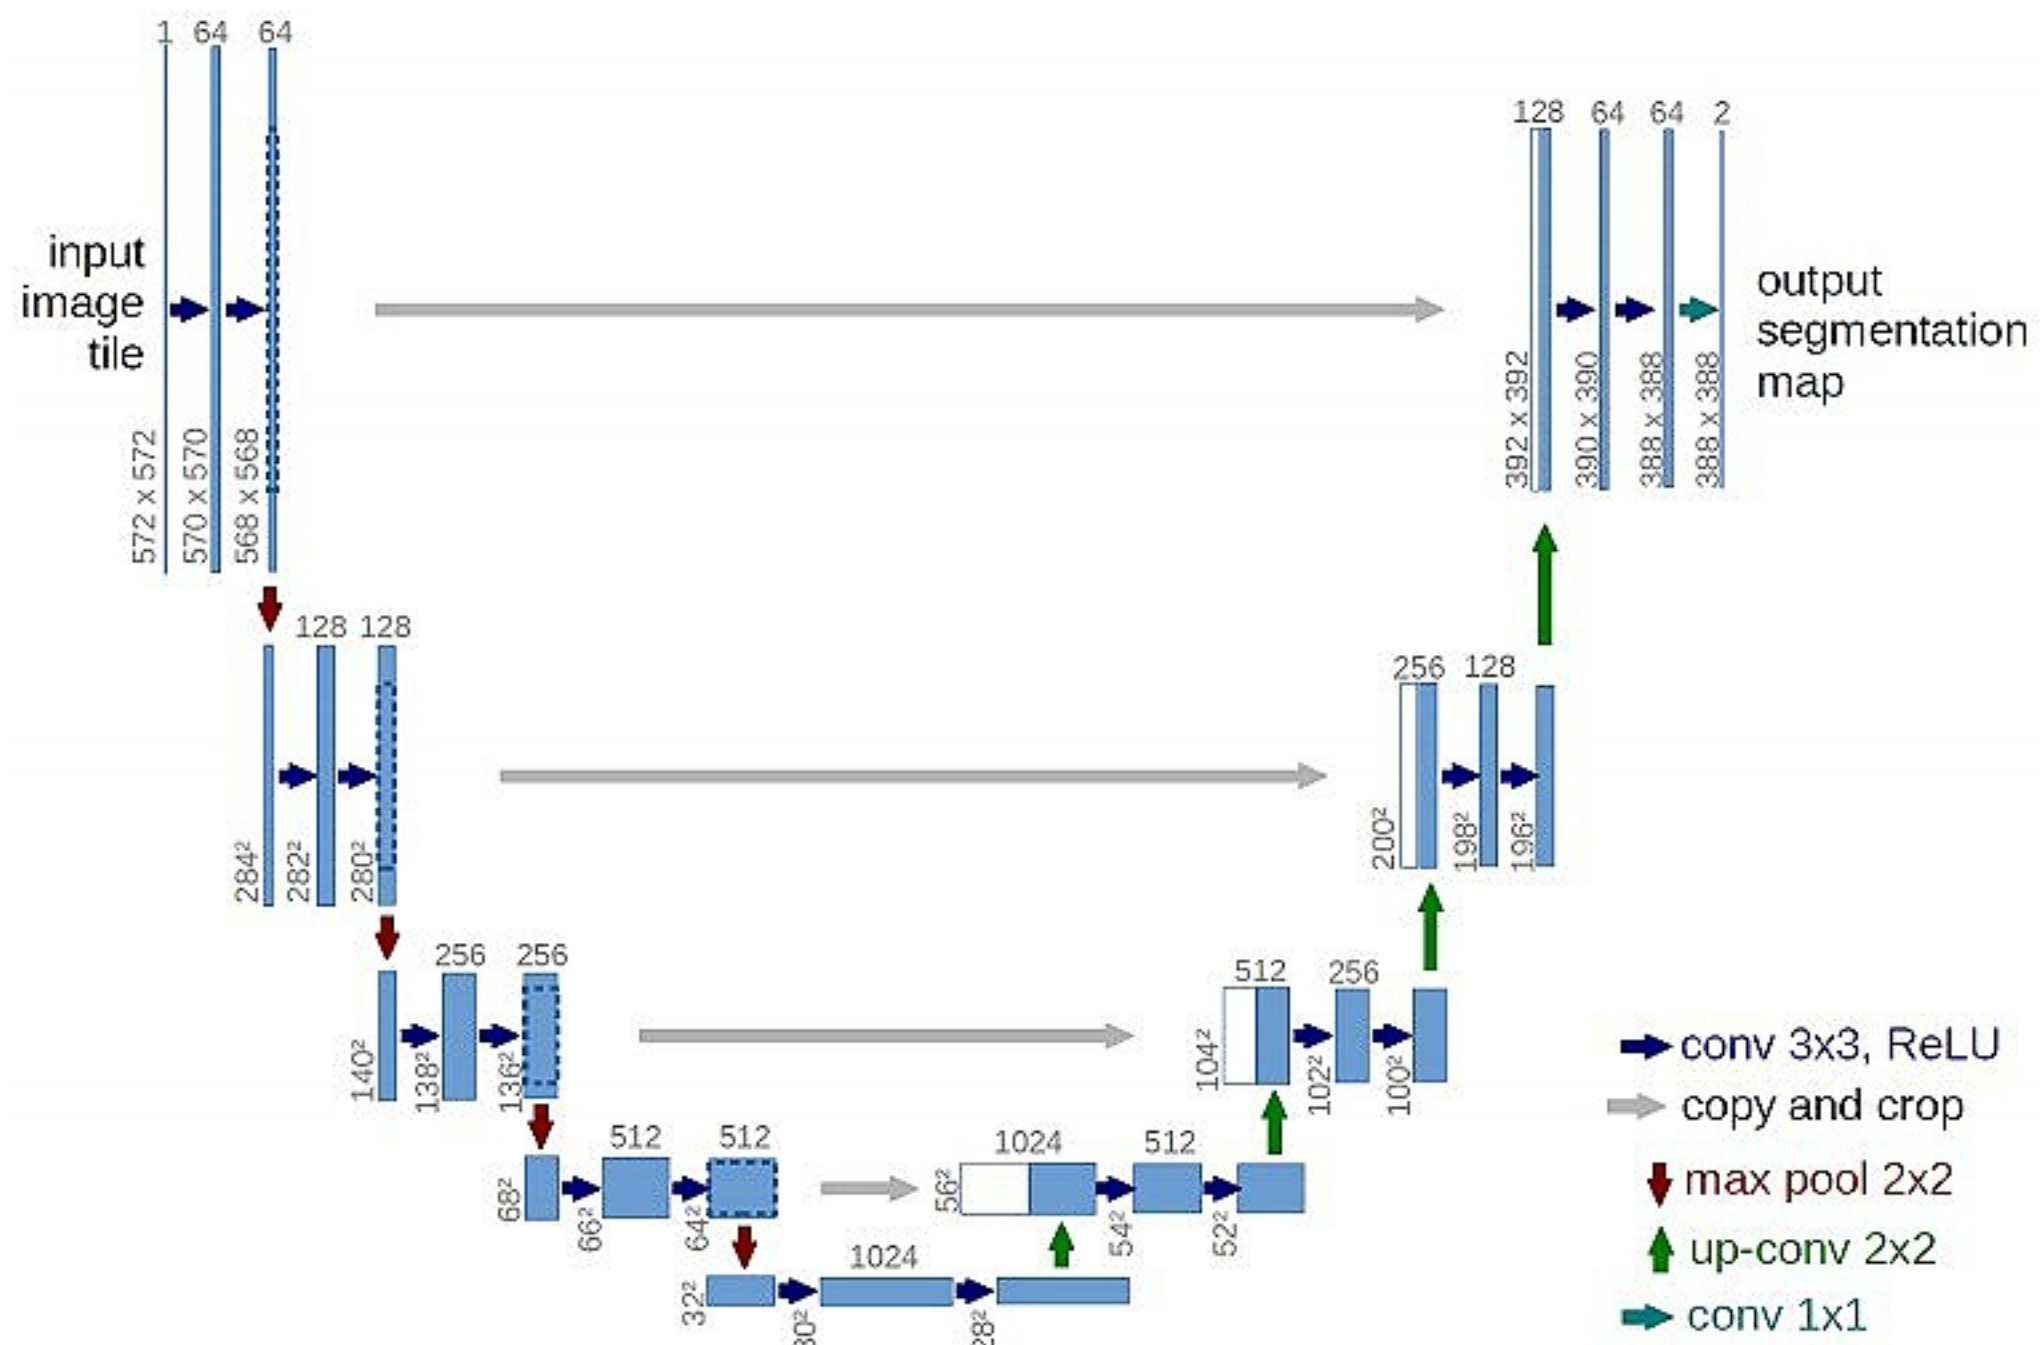 1 64 64
128 64 64 2
input
image
tile
output
segmentation
map
572 x 572
570 x 570
568 x 568
392 x 392
390 x 390
388 x 388
388 x 388
128 128
256 128
284²
282²
280²
200²
198²
196²
256 256
512 256
140²
138²
136²
104²
102²
100²
512 512
1024 512
68²
66²
64²
56²
54²
52²
1024
32²
conv 3x3, ReLU
copy and crop
max pool 2x2
up-conv 2x2
conv 1x1